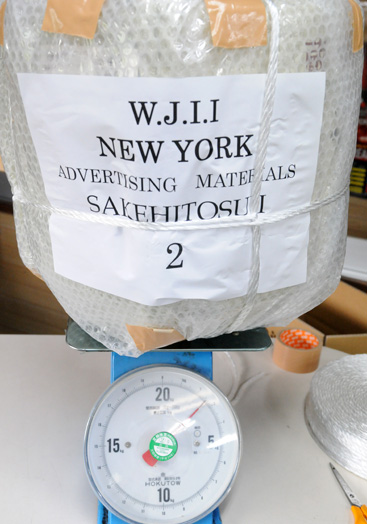 W.J.I.I
NEW YORK
ADVERTISING MATERIALS
SAKEHITOSUJI
2
20
15
5
HOKUTOW
10